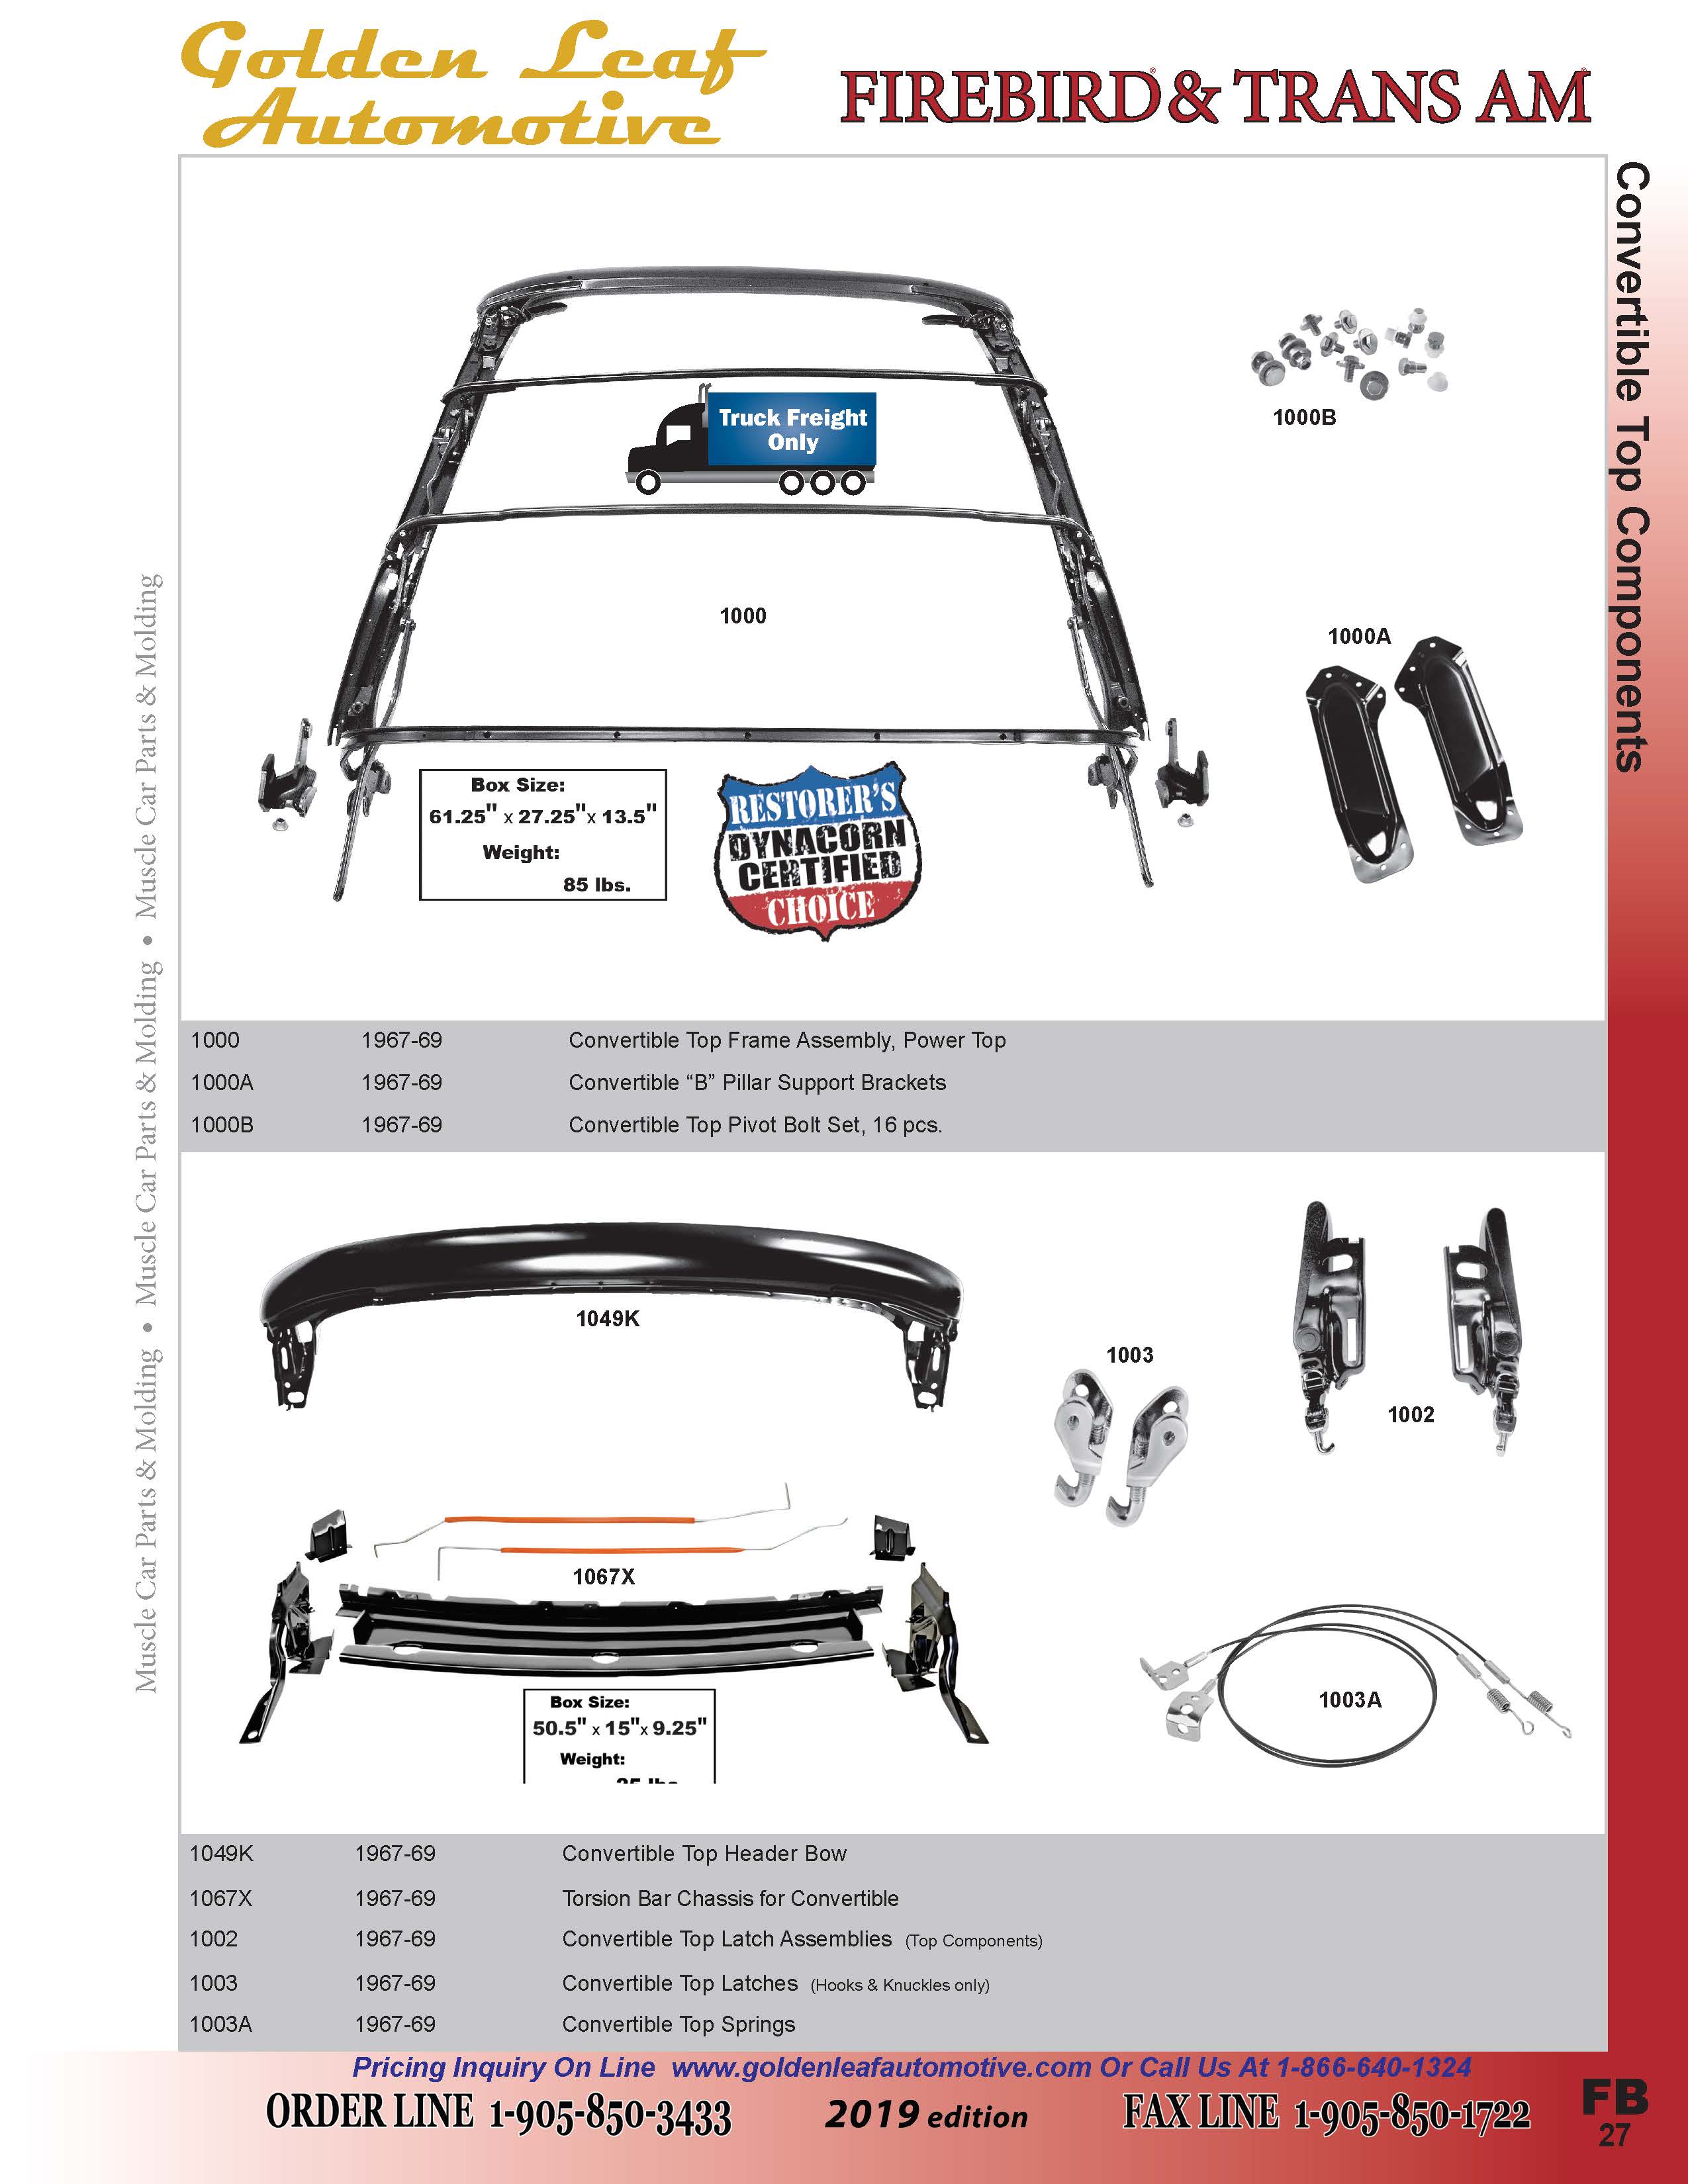 Golden Leaf
Automotive
FIREBIRD® & TRANS AM®
Convertible Top Components
Truck Freight
Only
1000B
1000
1000A
Box Size:
61.25" x 27.25" x 13.5"
Weight:
85 lbs.
RESTORER'S
DYNACORN
CERTIFIED
CHOICE
Muscle Car Parts & Molding • Muscle Car Parts & Molding • Muscle Car Parts & Molding
1000 1967-69 Convertible Top Frame Assembly, Power Top
1000A 1967-69 Convertible “B” Pillar Support Brackets
1000B 1967-69 Convertible Top Pivot Bolt Set, 16 pcs.
1049K
1003
1002
1067X
1003A
Box Size:
50.5" x 15" x 9.25"
Weight:
1049K 1967-69 Convertible Top Header Bow
1067X 1967-69 Torsion Bar Chassis for Convertible
1002 1967-69 Convertible Top Latch Assemblies (Top Components)
1003 1967-69 Convertible Top Latches (Hooks & Knuckles only)
1003A 1967-69 Convertible Top Springs
Pricing Inquiry On Line www.goldenleafautomotive.com Or Call Us At 1-866-640-1324
ORDER LINE 1-905-850-3433
2019 edition
FAX LINE 1-905-850-1722
FB
27